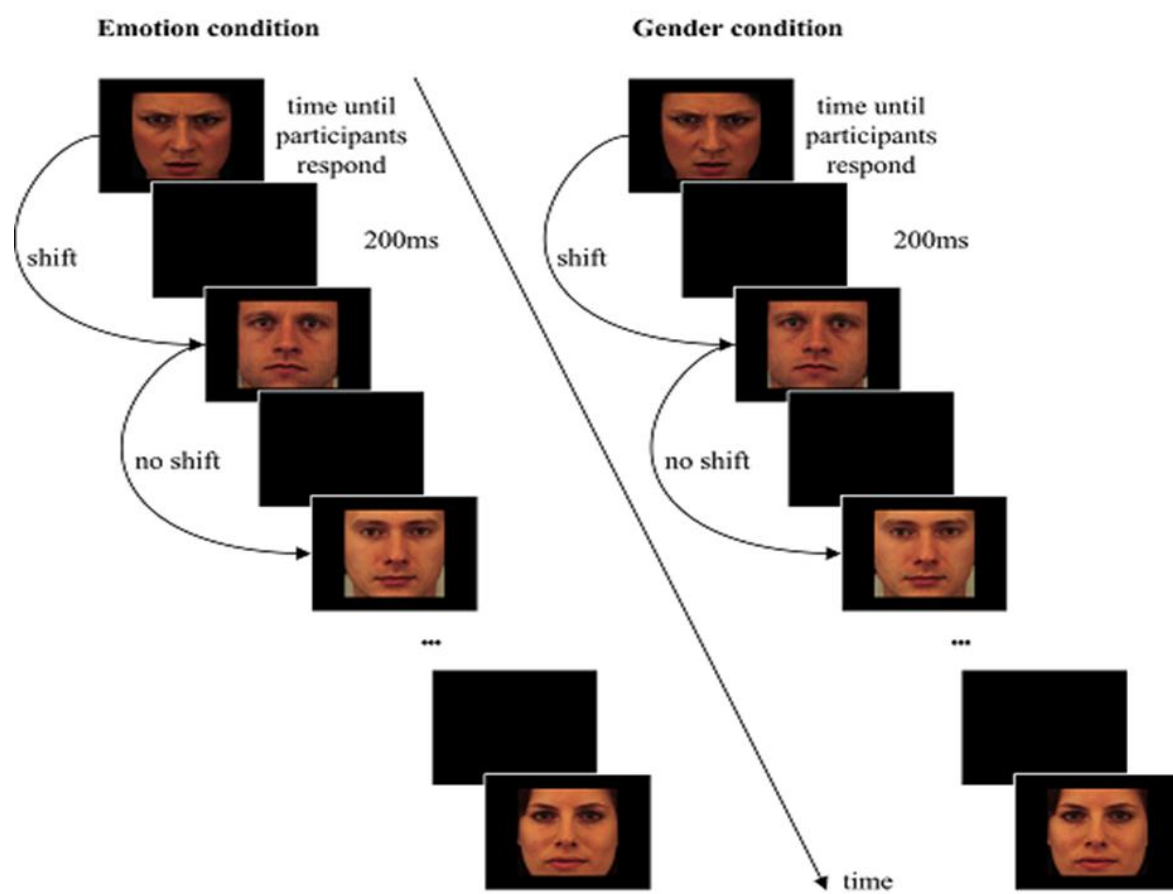 Emotion condition
time until
participants
respond
200ms
shift
no shift
...
Gender condition
time until
participants
respond
200ms
shift
no shift
...
time